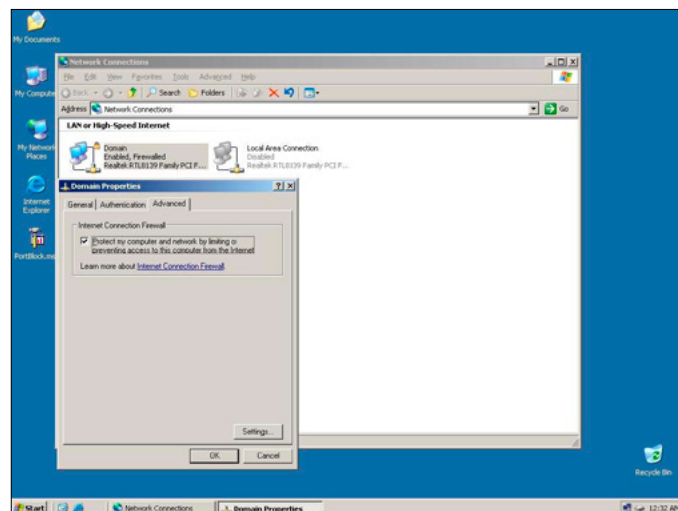 My Documents
My Compute
My Network
Places
Internet
Explorer
PortBlock.ms
Network Connections
File Edit View Favorites Tools Advanced Help
Back Search Folders
Address Network Connections Go
LAN or High-Speed Internet
Domain
Enabled, Firewalled
Realtek RTL8139 Family PCI F...
Local Area Connection
Disabled
Realtek RTL8139 Family PCI F...
Domain Properties
General Authentication Advanced
Internet Connection Firewall
Protect my computer and network by limiting or
preventing access to this computer from the Internet
Learn more about Internet Connection Firewall.
Settings...
OK Cancel
Recycle Bin
Start Network Connections Domain Properties 12:32 AM